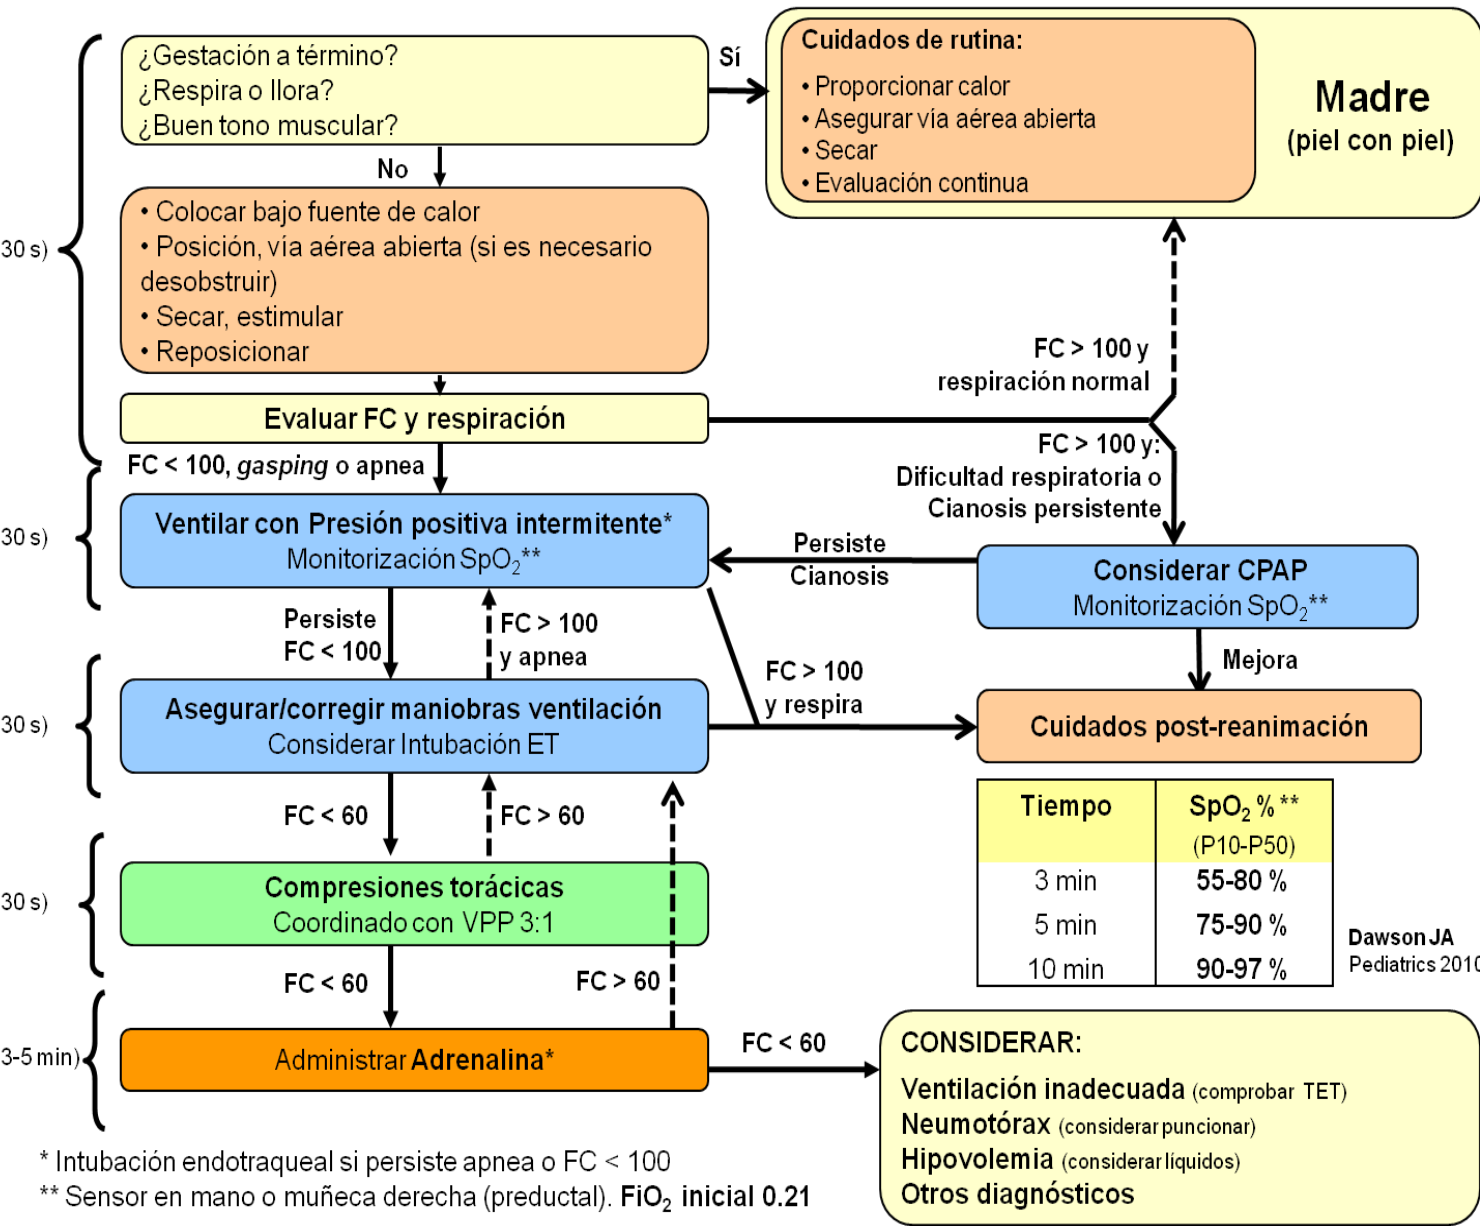 ¿Gestación a término?
¿Respira o llora?
¿Buen tono muscular?
Sí
Cuidados de rutina:
• Proporcionar calor
• Asegurar vía aérea abierta
• Secar
• Evaluación continua
Madre
(piel con piel)
No
30 s)
• Colocar bajo fuente de calor
• Posición, vía aérea abierta (si es necesario
desobstruir)
• Secar, estimular
• Reposicionar
FC > 100 y
respiración normal
Evaluar FC y respiración
FC < 100, gasping o apnea
FC > 100 y:
Dificultad respiratoria o
Cianosis persistente
30 s)
Ventilar con Presión positiva intermitente*
Monitorización SpO₂**
Persiste
Cianosis
Considerar CPAP
Monitorización SpO₂**
Persiste
FC < 100
FC > 100
y apnea
FC > 100
y respira
Mejora
30 s)
Asegurar/corregir maniobras ventilación
Considerar Intubación ET
Cuidados post-reanimación
FC < 60
FC > 60
Tiempo SpO₂ % **
(P10-P50)
3 min 55-80 %
5 min 75-90 %
10 min 90-97 %
Dawson JA
Pediatrics 2010
30 s)
Compresiones torácicas
Coordinado con VPP 3:1
FC < 60
FC > 60
3-5 min)
Administrar Adrenalina*
FC < 60
CONSIDERAR:
Ventilación inadecuada (comprobar TET)
Neumotórax (considerar puncionar)
Hipovolemia (considerar líquidos)
Otros diagnósticos
* Intubación endotraqueal si persiste apnea o FC < 100
** Sensor en mano o muñeca derecha (preductal). FiO₂ inicial 0.21